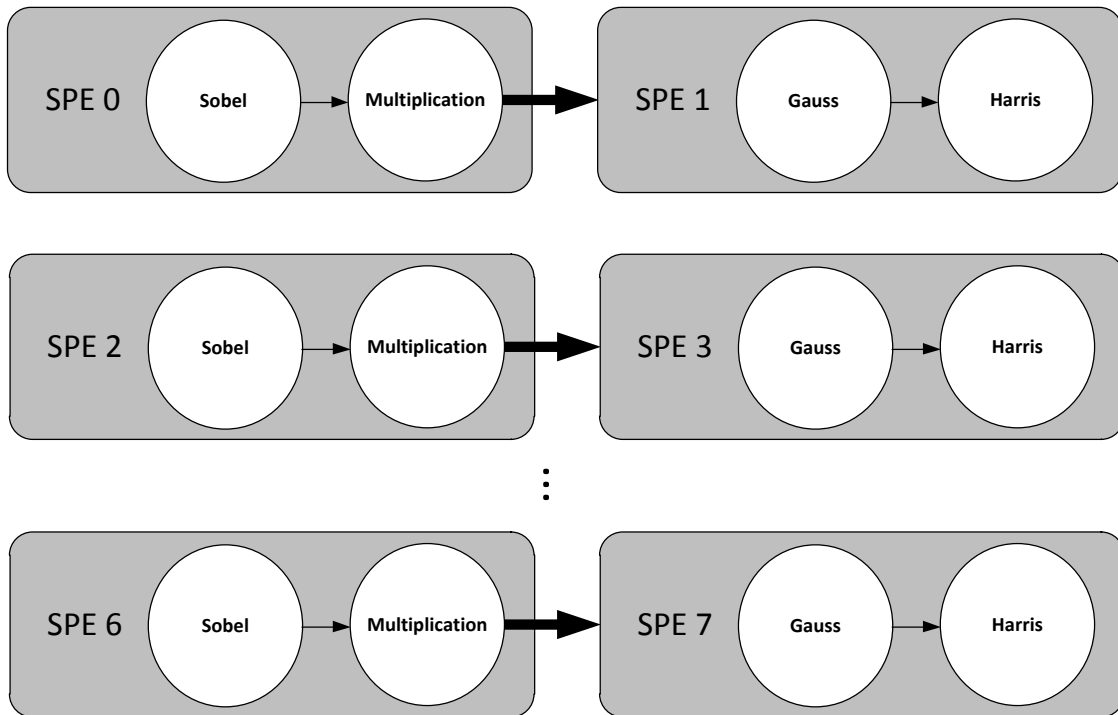 SPE 0 Sobel Multiplication SPE 1 Gauss Harris
SPE 2 Sobel Multiplication SPE 3 Gauss Harris
SPE 6 Sobel Multiplication SPE 7 Gauss Harris